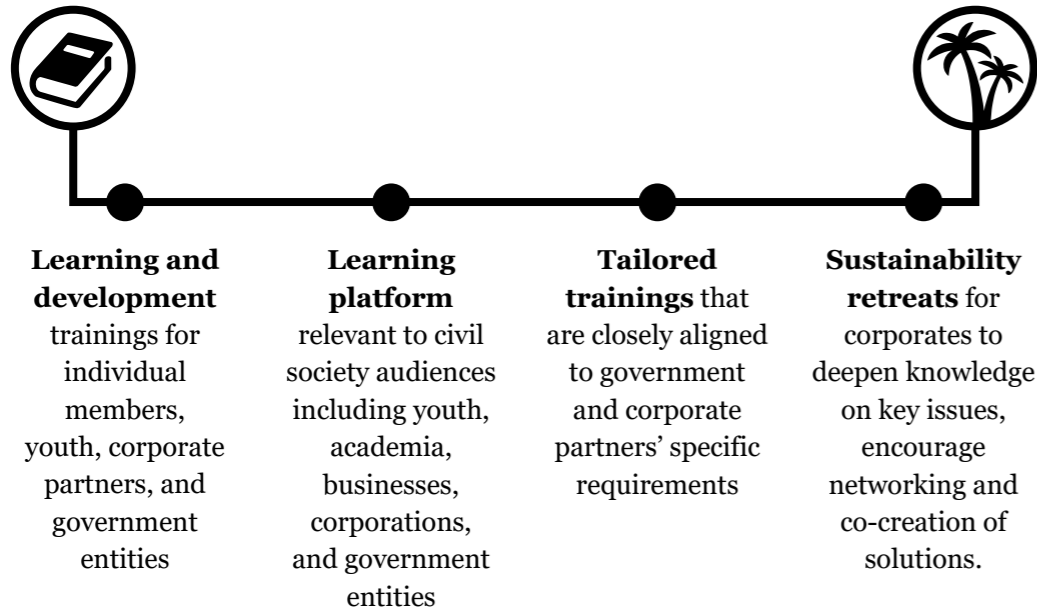 Learning and
development
trainings for
individual
members,
youth, corporate
partners, and
government
entities
Learning
platform
relevant to civil
society audiences
including youth,
academia,
businesses,
corporations,
and government
entities
Tailored
trainings that
are closely aligned
to government
and corporate
partners’ specific
requirements
Sustainability
retreats for
corporates to
deepen knowledge
on key issues,
encourage
networking and
co-creation of
solutions.